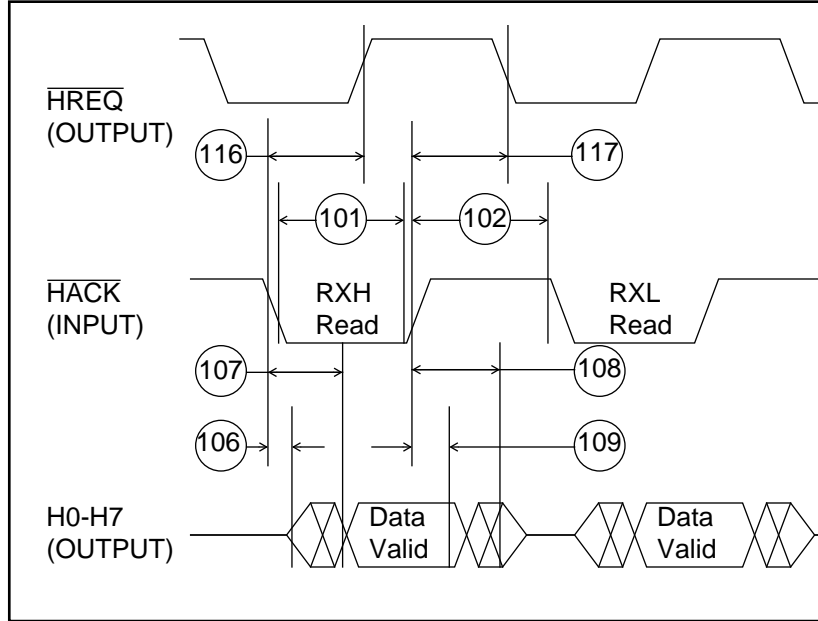 HREQ
(OUTPUT)
116
117
101
102
HACK
(INPUT)
RXH
Read
RXL
Read
107
108
106
109
H0-H7
(OUTPUT)
Data
Valid
Data
Valid